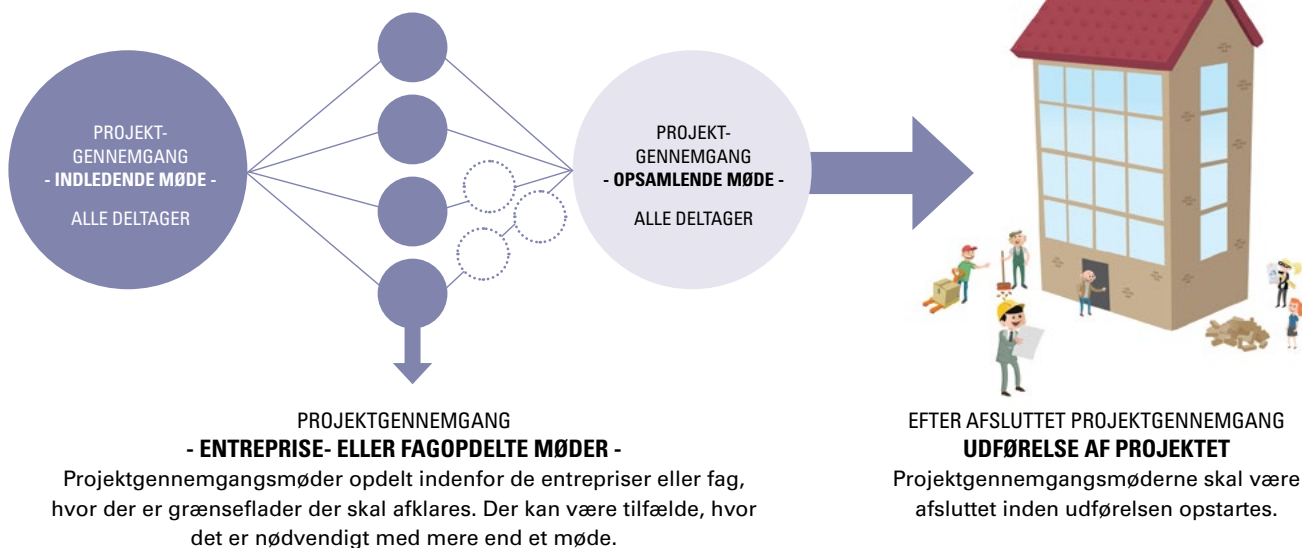 PROJEKT-
GENNEMGANG
- INDLEDENDE MØDE -
ALLE DELTAGER
PROJEKT-
GENNEMGANG
- OPSAMLENDE MØDE -
ALLE DELTAGER
PROJEKTGENNEMGANG
- ENTREPRISE- ELLER FAGOPDELTE MØDER -
Projektgennemgangsmøder opdelt indenfor de entrepriser eller fag,
hvor der er grænseflader der skal afklares. Der kan være tilfælde, hvor
det er nødvendigt med mere end et møde.
EFTER AFSLUTTET PROJEKTGENNEMGANG
UDFØRELSE AF PROJEKTET
Projektgennemgangsmøderne skal være
afsluttet inden udførelsen opstartes.